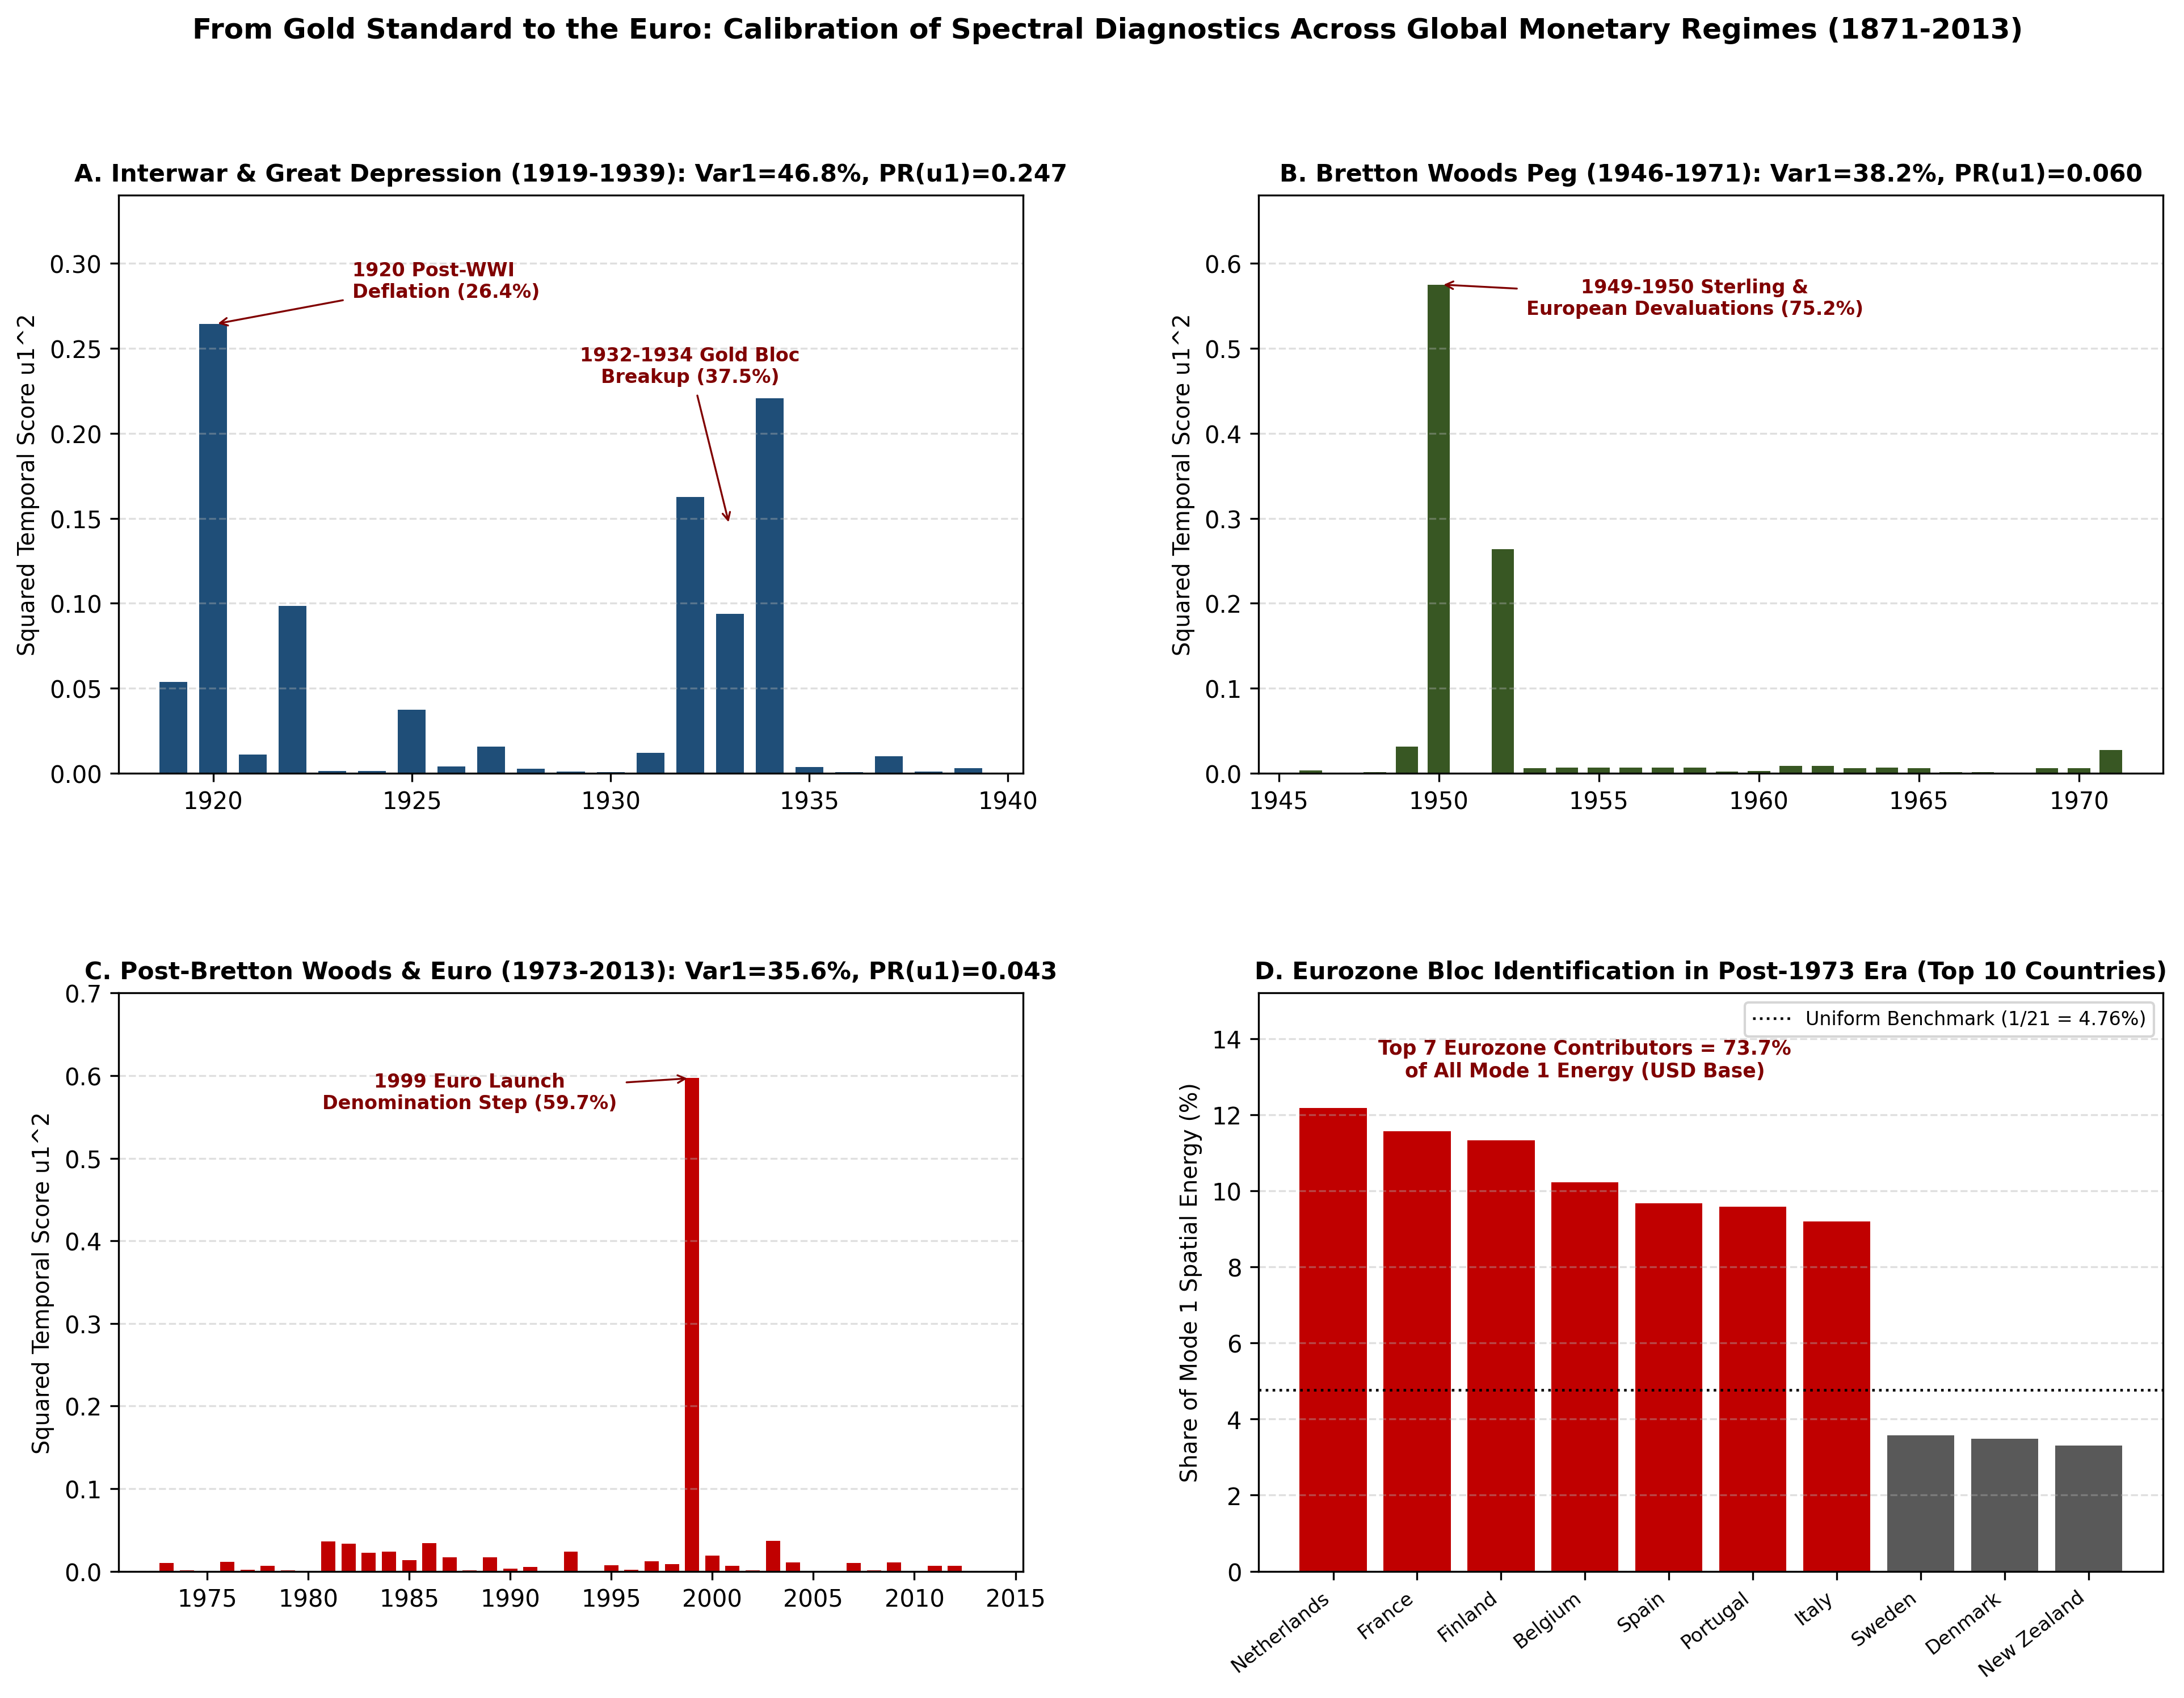 From Gold Standard to the Euro: Calibration of Spectral Diagnostics Across Global Monetary Regimes (1871-2013)
A. Interwar & Great Depression (1919-1939): Var1=46.8%, PR(u1)=0.247
Squared Temporal Score u1^2
0.30
0.25
0.20
0.15
0.10
0.05
0.00
1920 Post-WWI
Deflation (26.4%)
1932-1934 Gold Bloc
Breakup (37.5%)
1920
1925
1930
1935
1940
B. Bretton Woods Peg (1946-1971): Var1=38.2%, PR(u1)=0.060
Squared Temporal Score u1^2
0.6
0.5
0.4
0.3
0.2
0.1
0.0
1949-1950 Sterling &
European Devaluations (75.2%)
1945
1950
1955
1960
1965
1970
C. Post-Bretton Woods & Euro (1973-2013): Var1=35.6%, PR(u1)=0.043
Squared Temporal Score u1^2
0.7
0.6
0.5
0.4
0.3
0.2
0.1
0.0
1999 Euro Launch
Denomination Step (59.7%)
1975
1980
1985
1990
1995
2000
2005
2010
2015
D. Eurozone Bloc Identification in Post-1973 Era (Top 10 Countries)
Share of Mode 1 Spatial Energy (%)
14
12
10
8
6
4
2
0
Uniform Benchmark (1/21 = 4.76%)
Top 7 Eurozone Contributors = 73.7%
of All Mode 1 Energy (USD Base)
Netherlands
France
Finland
Belgium
Spain
Portugal
Italy
Sweden
Denmark
New Zealand